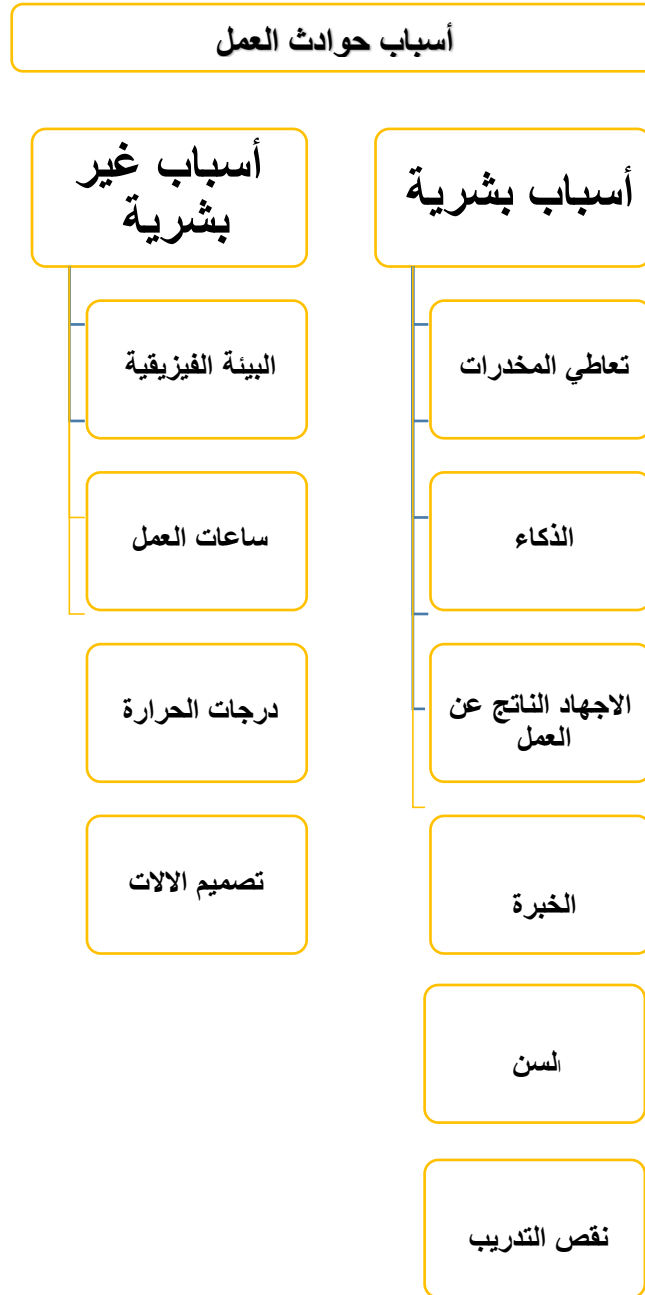 أسباب حوادث العمل
أسباب بشرية
تعاطي المخدرات
الذكاء
الاجهاد الناتج عن
العمل
الخبرة
السن
نقص التدريب
أسباب غير
بشرية
البيئة الفيزيقية
ساعات العمل
درجات الحرارة
تصميم الالات